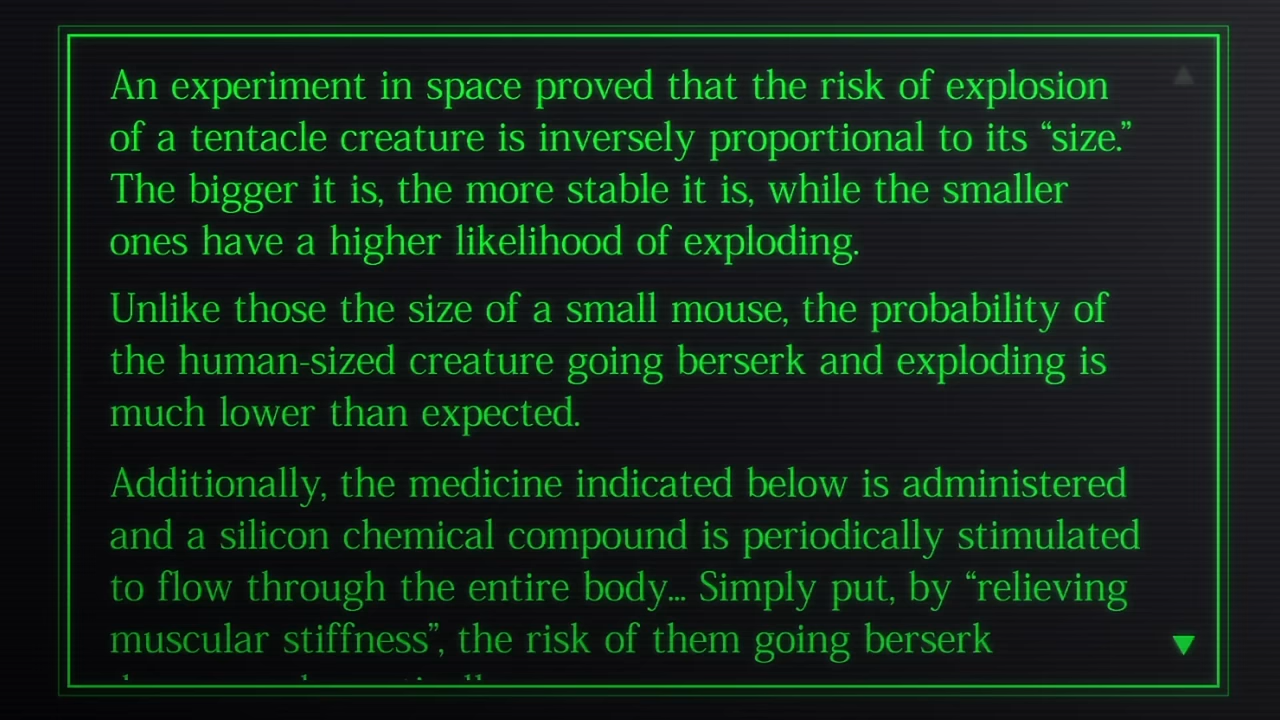 An experiment in space proved that the risk of explosion
of a tentacle creature is inversely proportional to its “size.”
The bigger it is, the more stable it is, while the smaller
ones have a higher likelihood of exploding.
Unlike those the size of a small mouse, the probability of
the human-sized creature going berserk and exploding is
much lower than expected.
Additionally, the medicine indicated below is administered
and a silicon chemical compound is periodically stimulated
to flow through the entire body... Simply put, by “relieving
muscular stiffness”, the risk of them going berserk